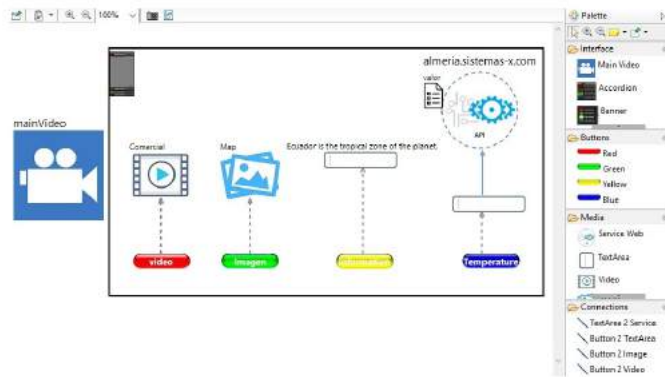 100%
almeria.sistemas-x.com
valor
API
mainVideo
Comercial
Map
Ecuador is the tropical zone of the planet.
video
Imagen
Information
Temperature
Palette
Interface
Main Video
Accordion
Banner
Buttons
Red
Green
Yellow
Blue
Media
Service Web
TextArea
Video
Connections
TextArea 2 Service
Button 2 TextArea
Button 2 Image
Button 2 Video